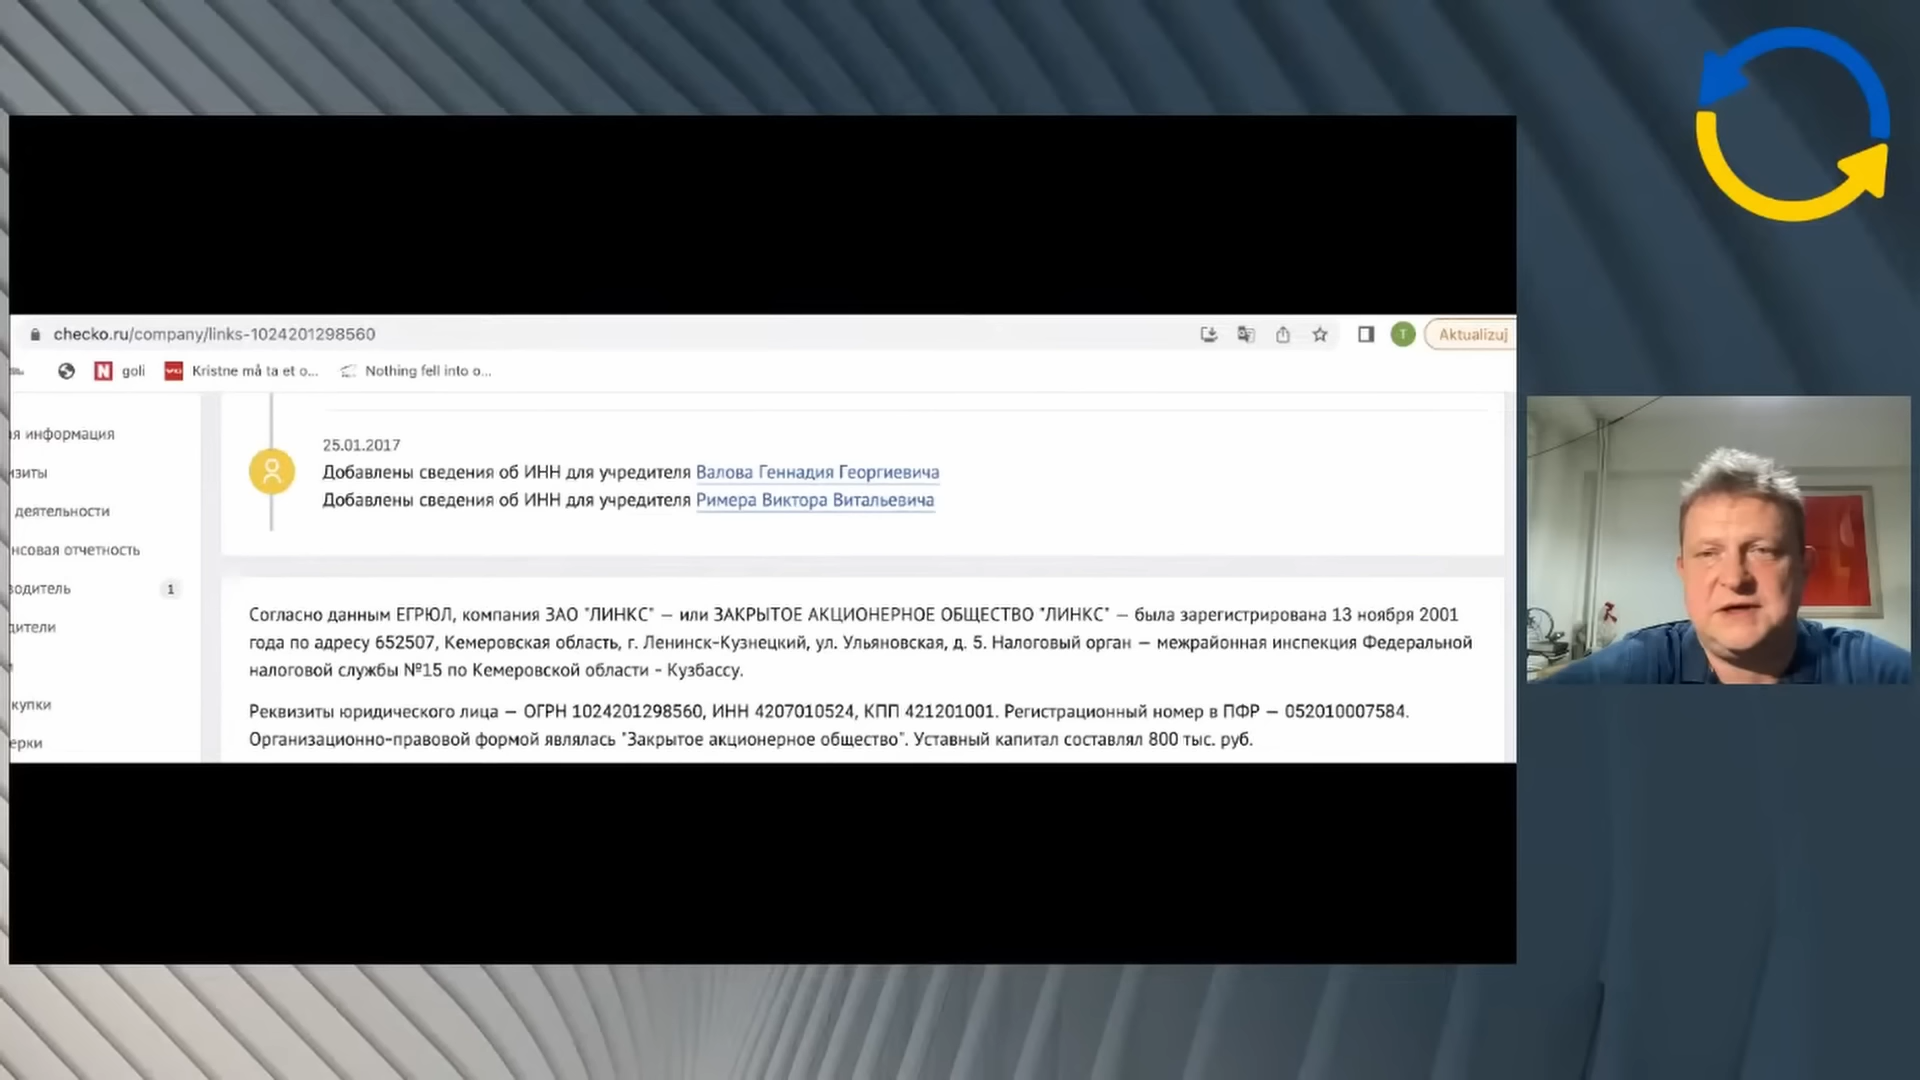 checko.ru/company/links-1024201298560
Aktualizuj
goli
Kristne må ta et o...
Nothing fell into o...
25.01.2017
Добавлены сведения об ИНН для учредителя Валова Геннадия Георгиевича
Добавлены сведения об ИНН для учредителя Римера Виктора Витальевича
я информация
изиты
деятельности
нсовая отчетность
водитель 1
дители
купки
ерки
Согласно данным ЕГРЮЛ, компания ЗАО "ЛИНКС" — или ЗАКРЫТОЕ АКЦИОНЕРНОЕ ОБЩЕСТВО "ЛИНКС" — была зарегистрирована 13 ноября 2001
года по адресу 652507, Кемеровская область, г. Ленинск-Кузнецкий, ул. Ульяновская, д. 5. Налоговый орган — межрайонная инспекция Федеральной
налоговой службы №15 по Кемеровской области - Кузбассу.
Реквизиты юридического лица — ОГРН 1024201298560, ИНН 4207010524, КПП 421201001. Регистрационный номер в ПФР — 052010007584.
Организационно-правовой формой являлась "Закрытое акционерное общество". Уставный капитал составлял 800 тыс. руб.